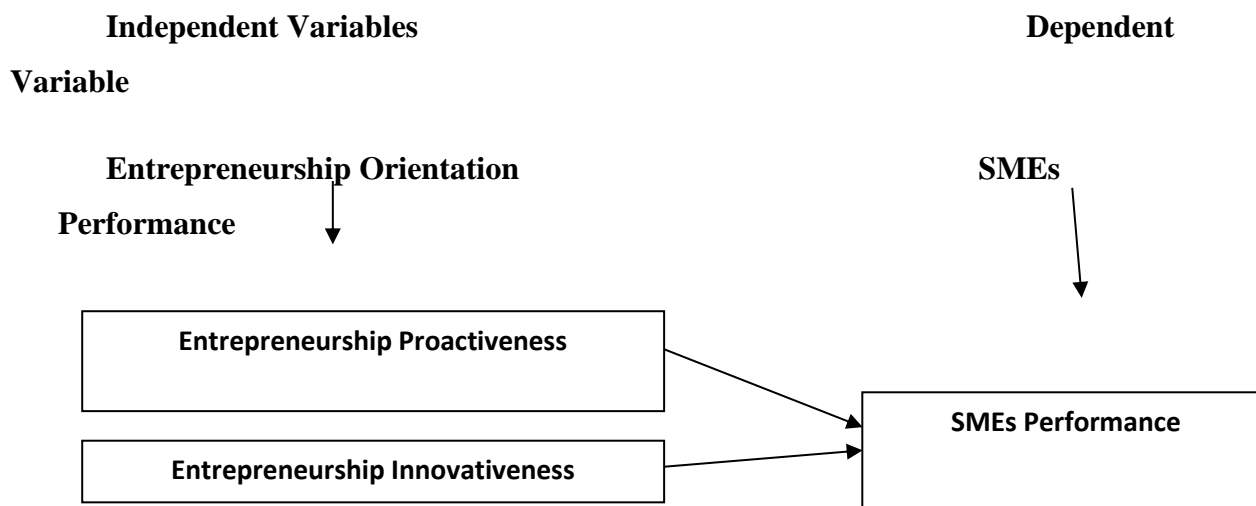 Independent Variables Dependent
Variable
Entrepreneurship Orientation SMEs
Performance
Entrepreneurship Proactiveness
SMEs Performance
Entrepreneurship Innovativeness